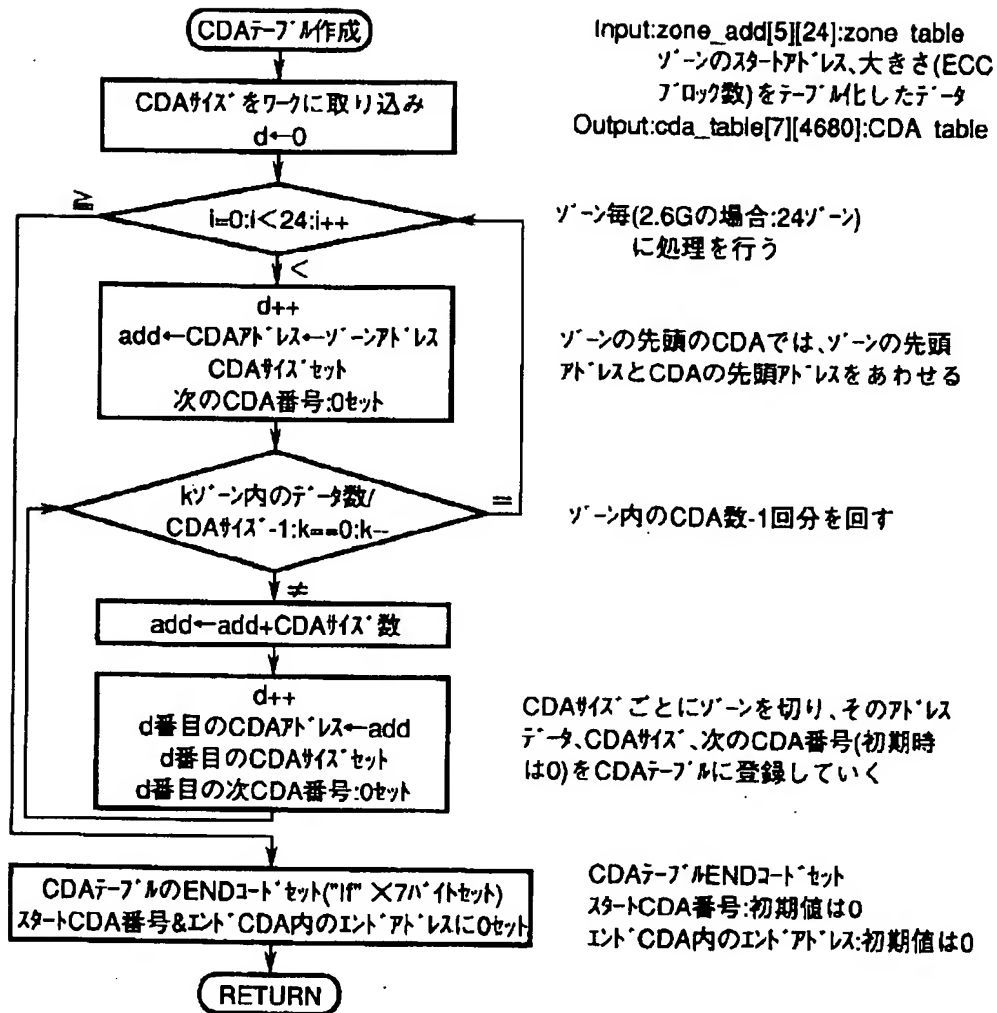 CDAテーブル作成
Input:zone_add[5][24]:zone table
ゾーンのスタートアドレス、大きさ(ECC
ブロック数)をテーブル化したデータ
Output:cda_table[7][4680]:CDA table
CDAサイズをワークに取り込み
d←0
≧
i=0:i<24:i++
<
ゾーン毎(2.6Gの場合:24ゾーン)
に処理を行う
d++
add←CDAアドレス←ゾーンアドレス
CDAサイズセット
次のCDA番号:0セット
ゾーンの先頭のCDAでは、ゾーンの先頭
アドレスとCDAの先頭アドレスをあわせる
kゾーン内のデータ数/
CDAサイズ-1:k==0:k--
=
≠
ゾーン内のCDA数-1回分を回す
add←add+CDAサイズ数
d++
d番目のCDAアドレス←add
d番目のCDAサイズセット
d番目の次CDA番号:0セット
CDAサイズごとにゾーンを切り、そのアドレス
データ、CDAサイズ、次のCDA番号(初期時
は0)をCDAテーブルに登録していく
CDAテーブルのENDコードセット("ff" ×7バイトセット)
スタートCDA番号&エンドCDA内のエンドアドレスに0セット
CDAテーブルENDコードセット
スタートCDA番号:初期値は0
エンドCDA内のエンドアドレス:初期値は0
RETURN